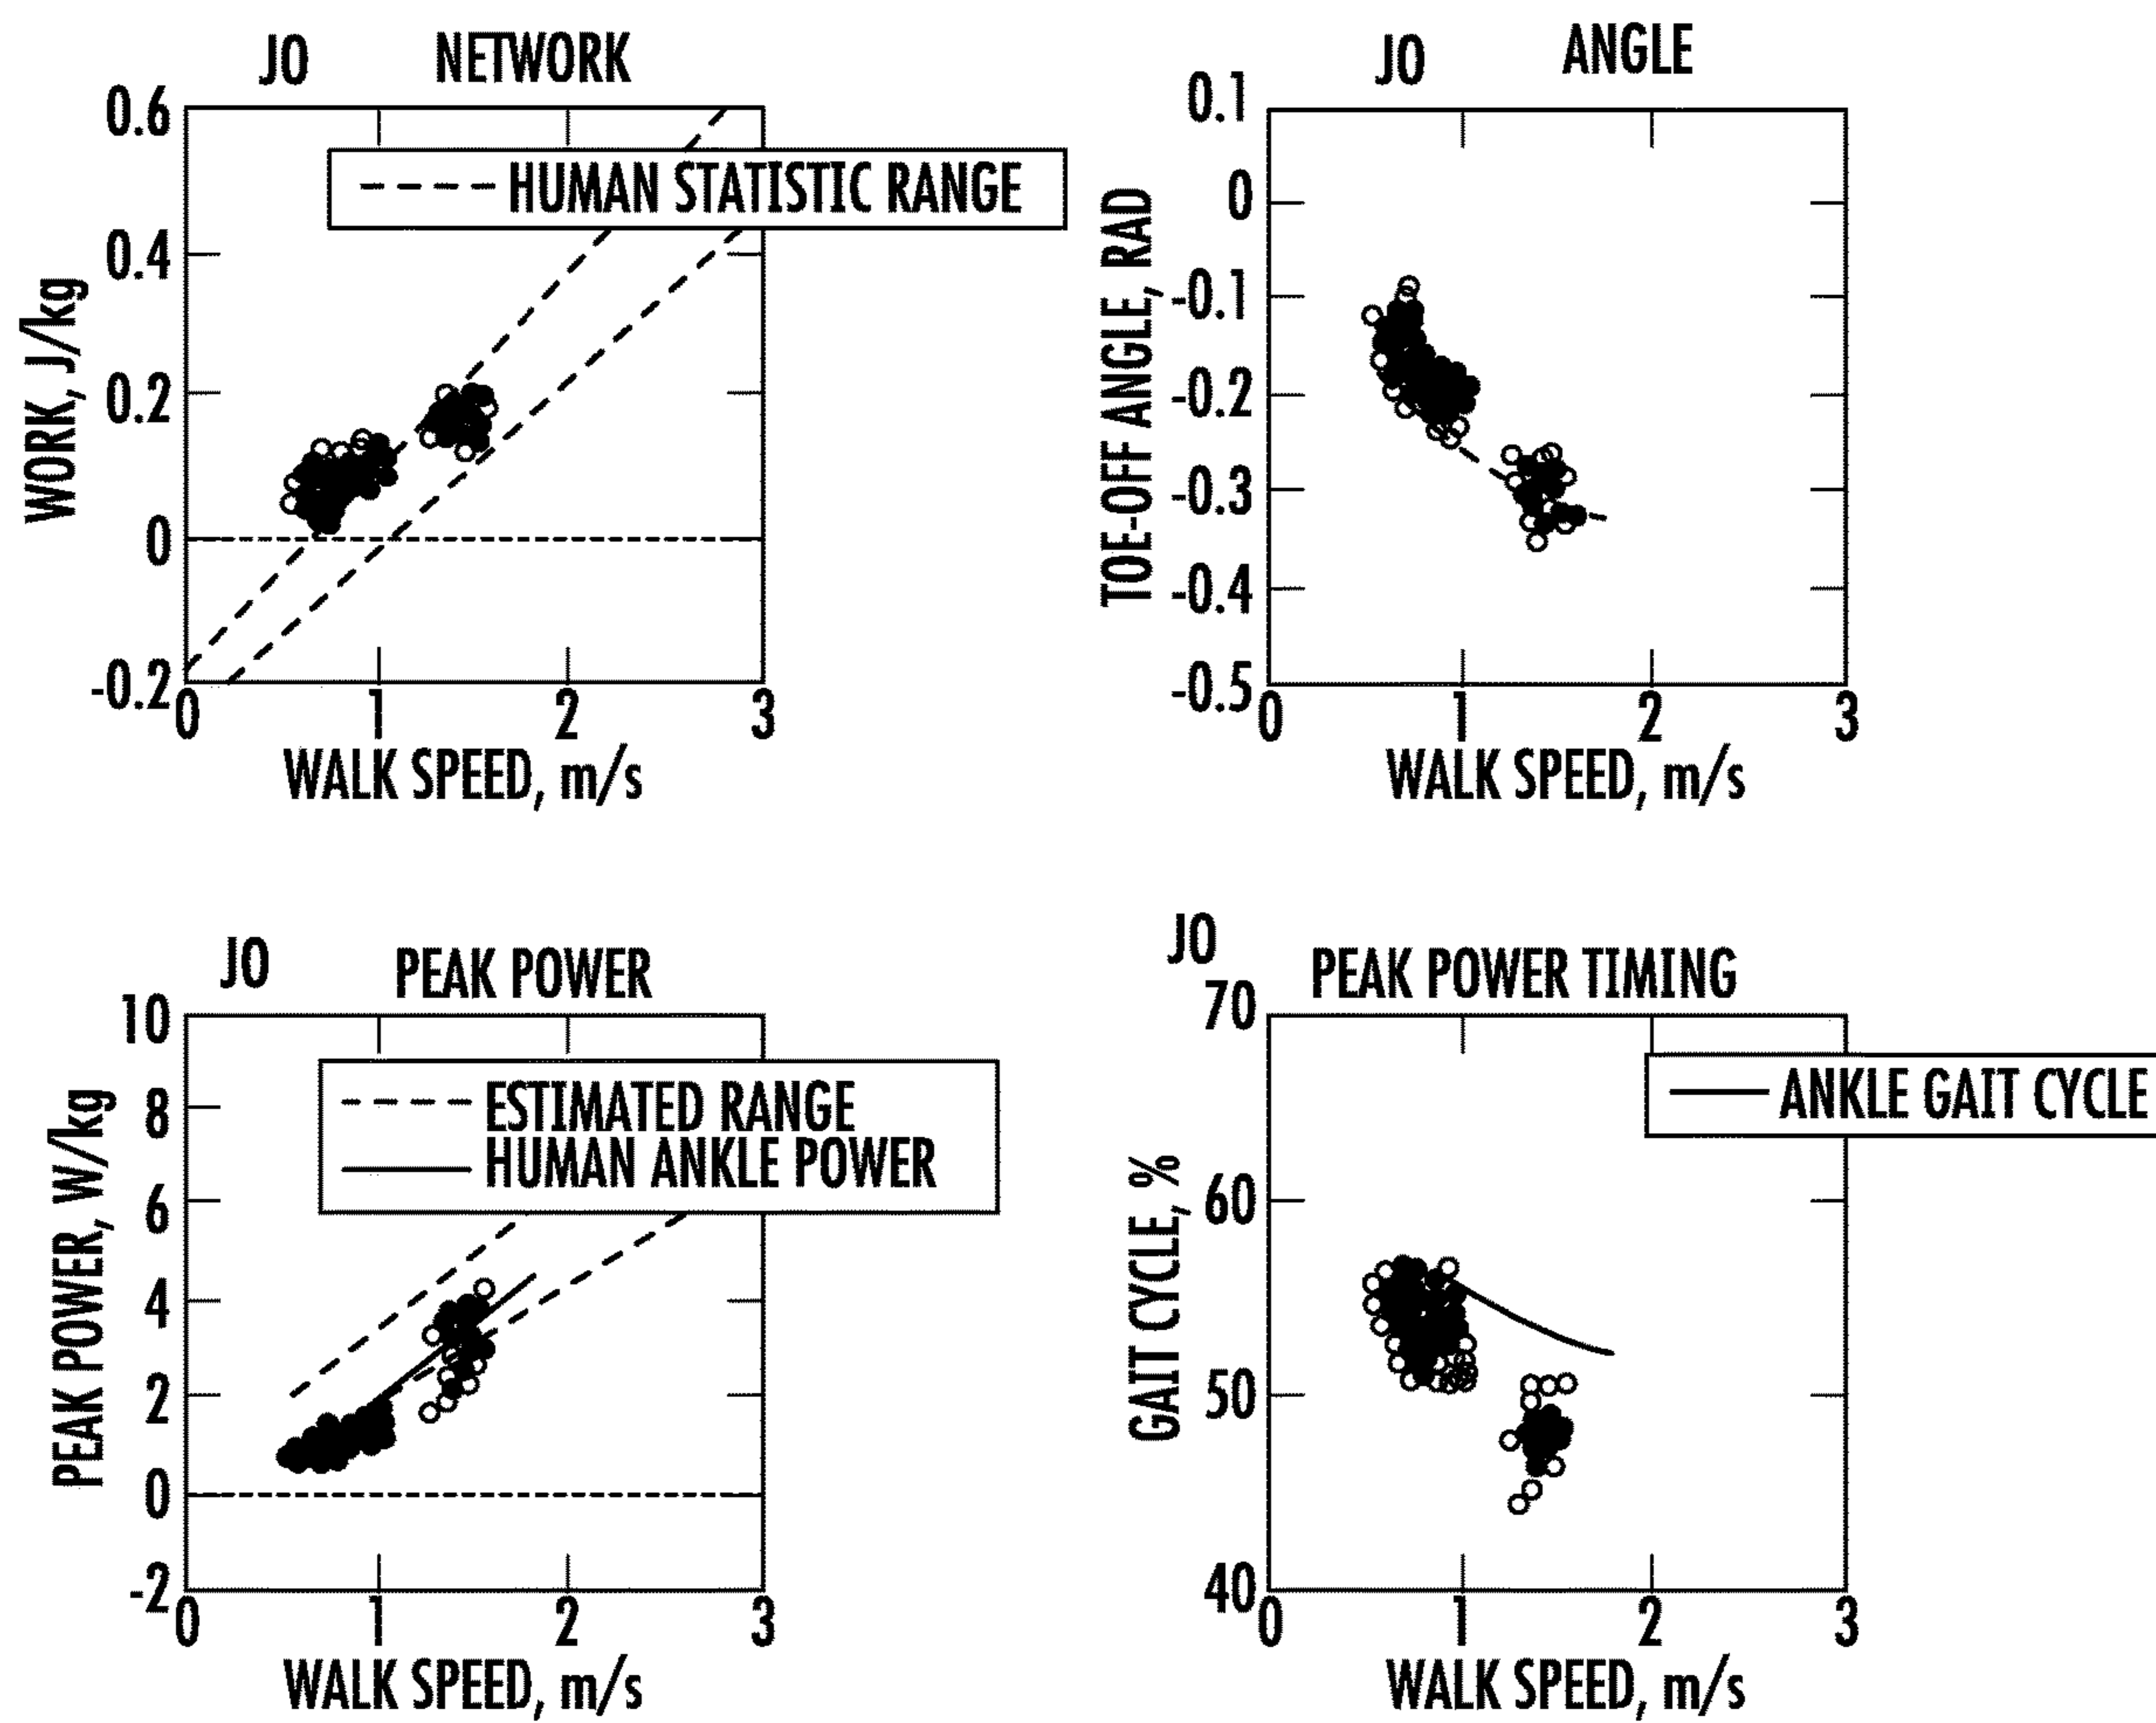 JO NETWORK
0.6
0.4
0.2
0
-0.2
WORK, J/kg
HUMAN STATISTIC RANGE
0 1 2 3
WALK SPEED, m/s
JO ANGLE
0.1
0
-0.1
-0.2
-0.3
-0.4
-0.5
TOE-OFF ANGLE, RAD
0 1 2 3
WALK SPEED, m/s
JO PEAK POWER
10
8
6
4
2
0
-2
PEAK POWER, W/kg
ESTIMATED RANGE
HUMAN ANKLE POWER
0 1 2 3
WALK SPEED, m/s
JO
PEAK POWER TIMING
70
60
50
40
GAIT CYCLE, %
ANKLE GAIT CYCLE
0 1 2 3
WALK SPEED, m/s